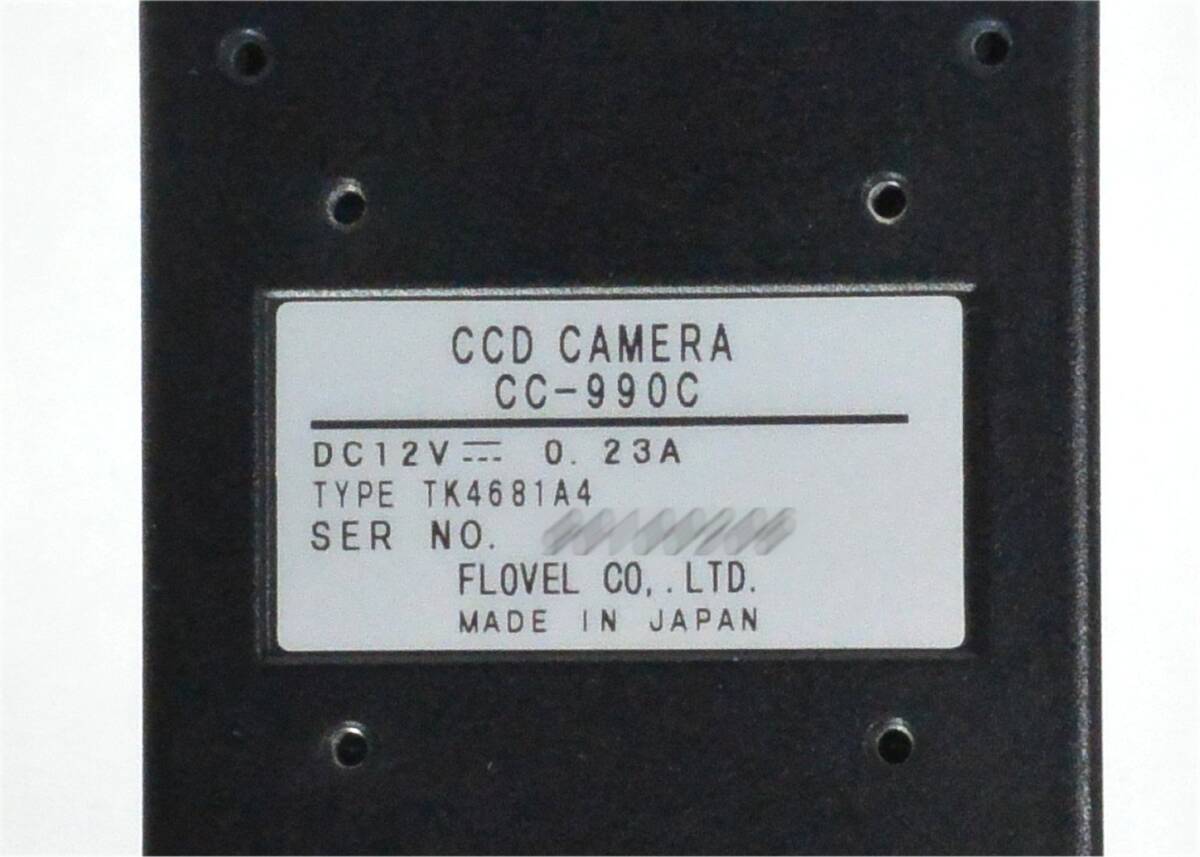 CCD CAMERA
CC-990C
DC12V⎓ 0.23A
TYPE TK4681A4
SER NO.
FLOVEL CO,.LTD.
MADE IN JAPAN